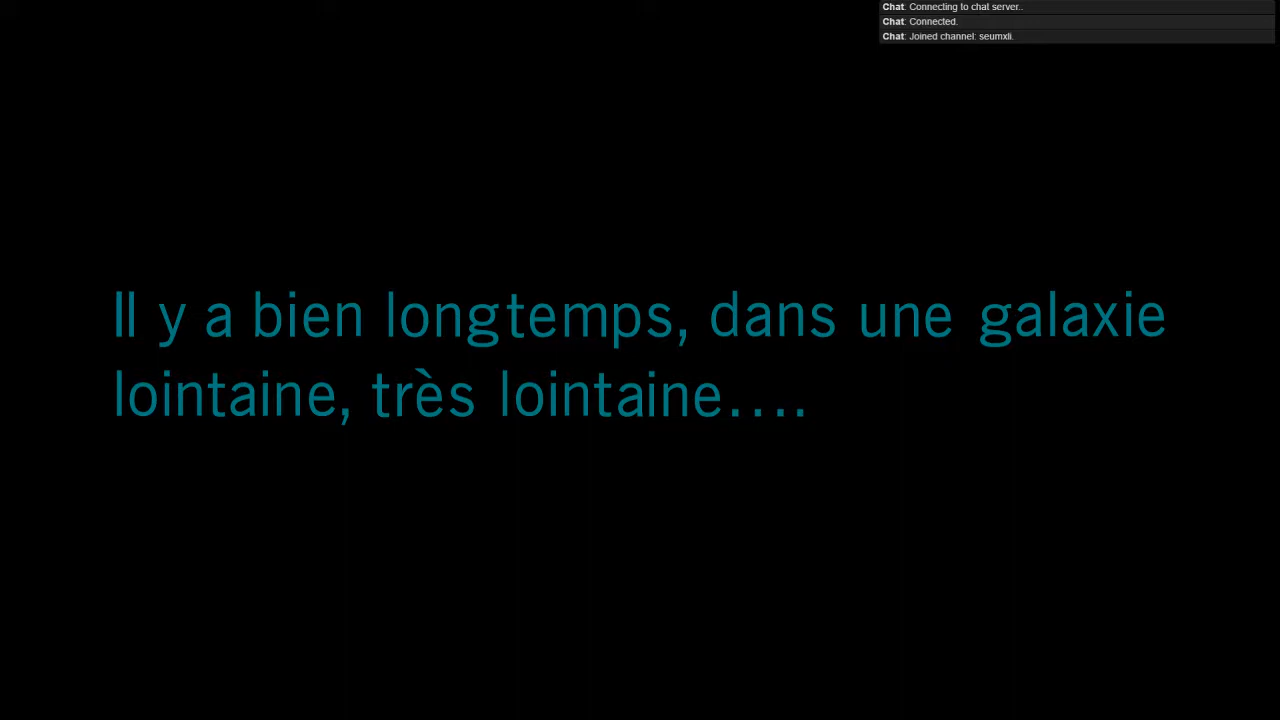 Chat: Connecting to chat server..
Chat: Connected.
Chat: Joined channel: seumxli.
Il y a bien longtemps, dans une galaxie
lointaine, très lointaine….